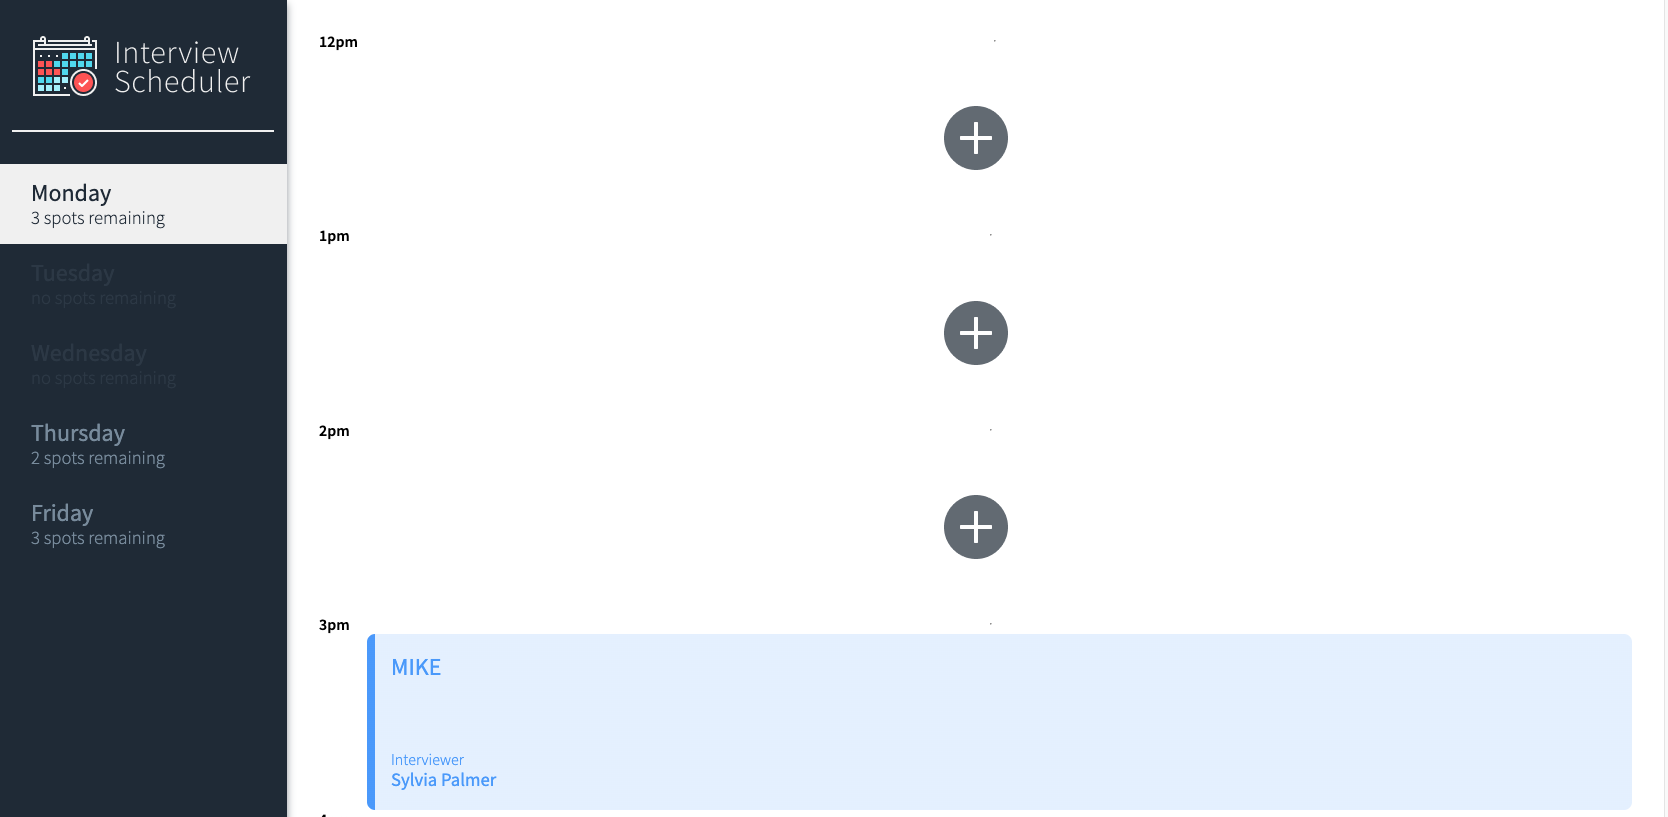 Interview
Scheduler
Monday
3 spots remaining
Tuesday
no spots remaining
Wednesday
no spots remaining
Thursday
2 spots remaining
Friday
3 spots remaining
12pm
1pm
2pm
3pm
MIKE
Interviewer
Sylvia Palmer